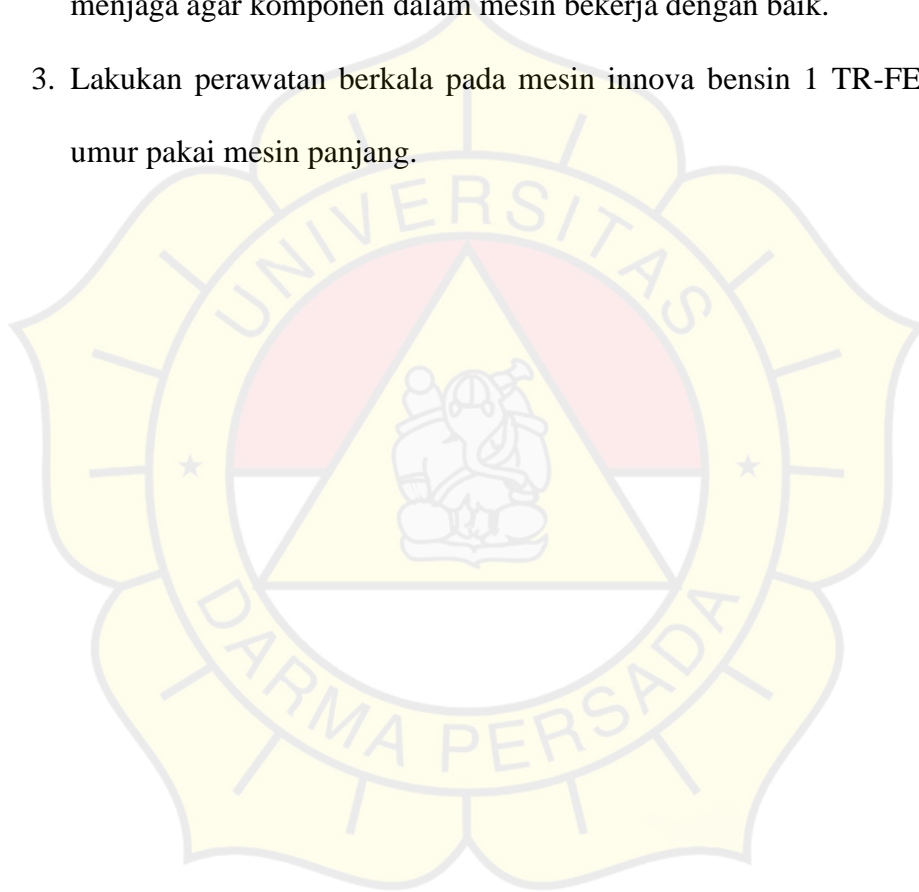 menjaga agar komponen dalam mesin bekerja dengan baik.
3. Lakukan perawatan berkala pada mesin innova bensin 1 TR-FE
umur pakai mesin panjang.
UNIVERSITAS
DARMA PERSADA